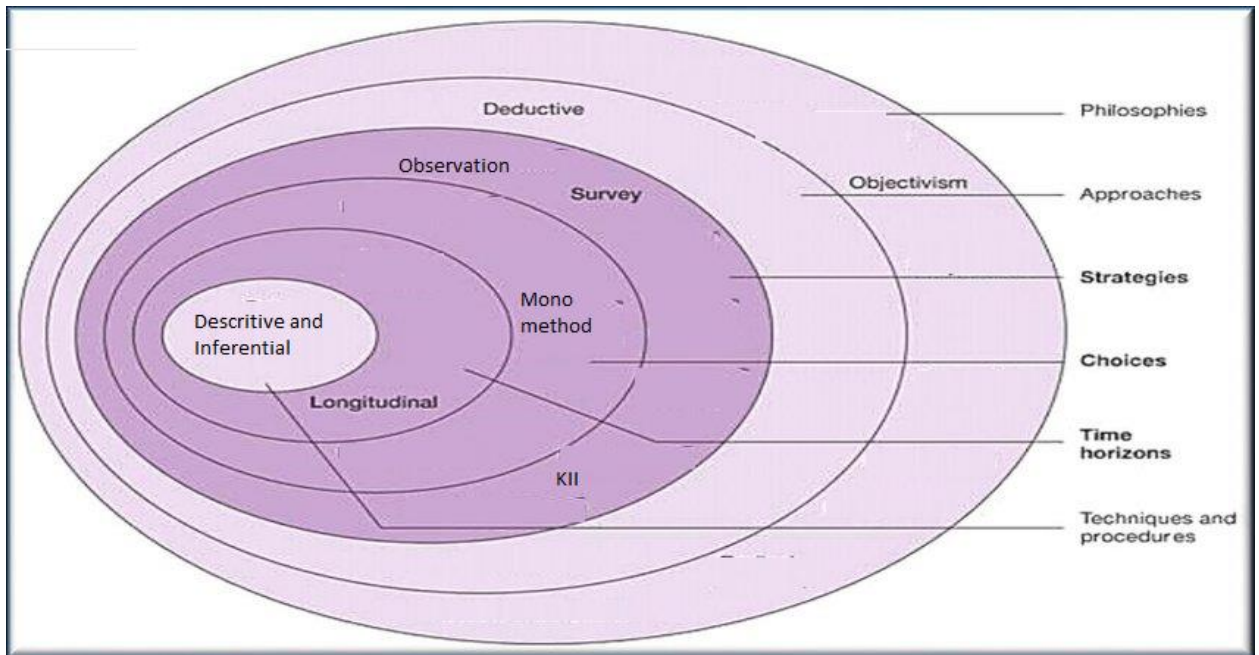 Deductive
Philosophies
Observation
Objectivism
Survey
Approaches
Strategies
Mono
method
Descritive and
Inferential
Choices
Longitudinal
Time
horizons
KII
Techniques and
procedures